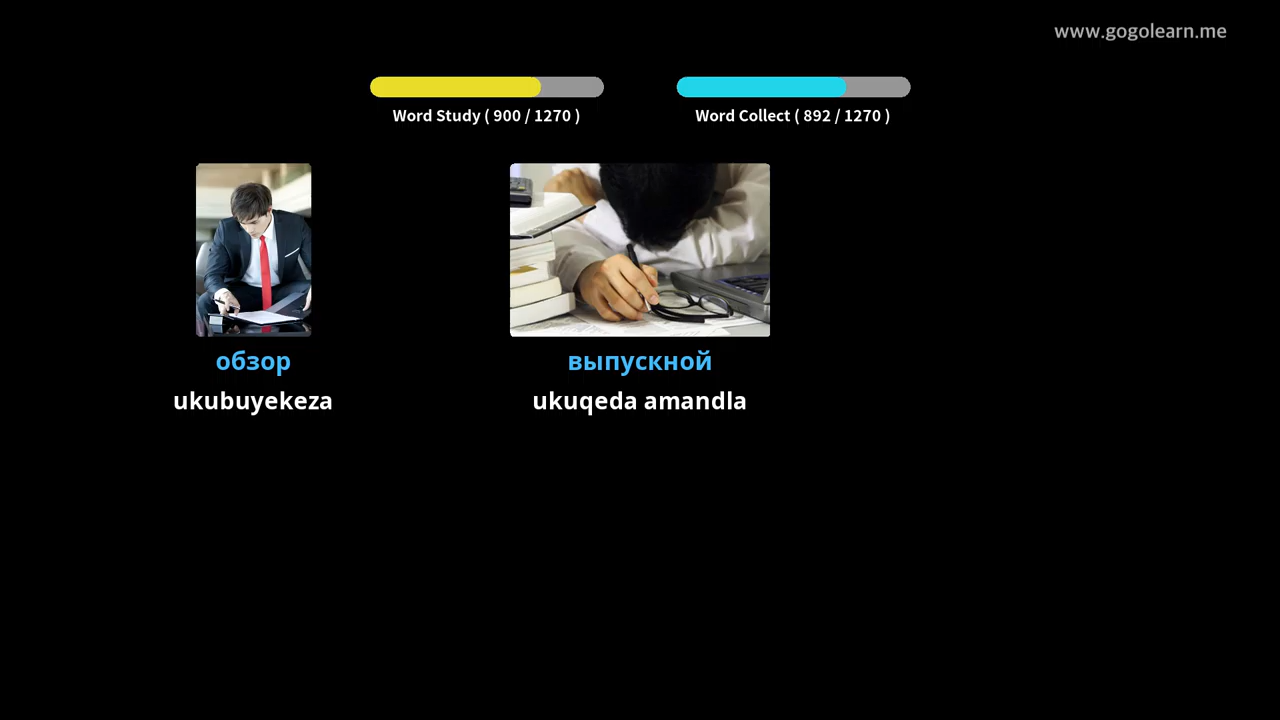 www.gogolearn.me
Word Study ( 900 / 1270 )
Word Collect ( 892 / 1270 )
обзор
выпускной
ukubuyekeza
ukuqeda amandla